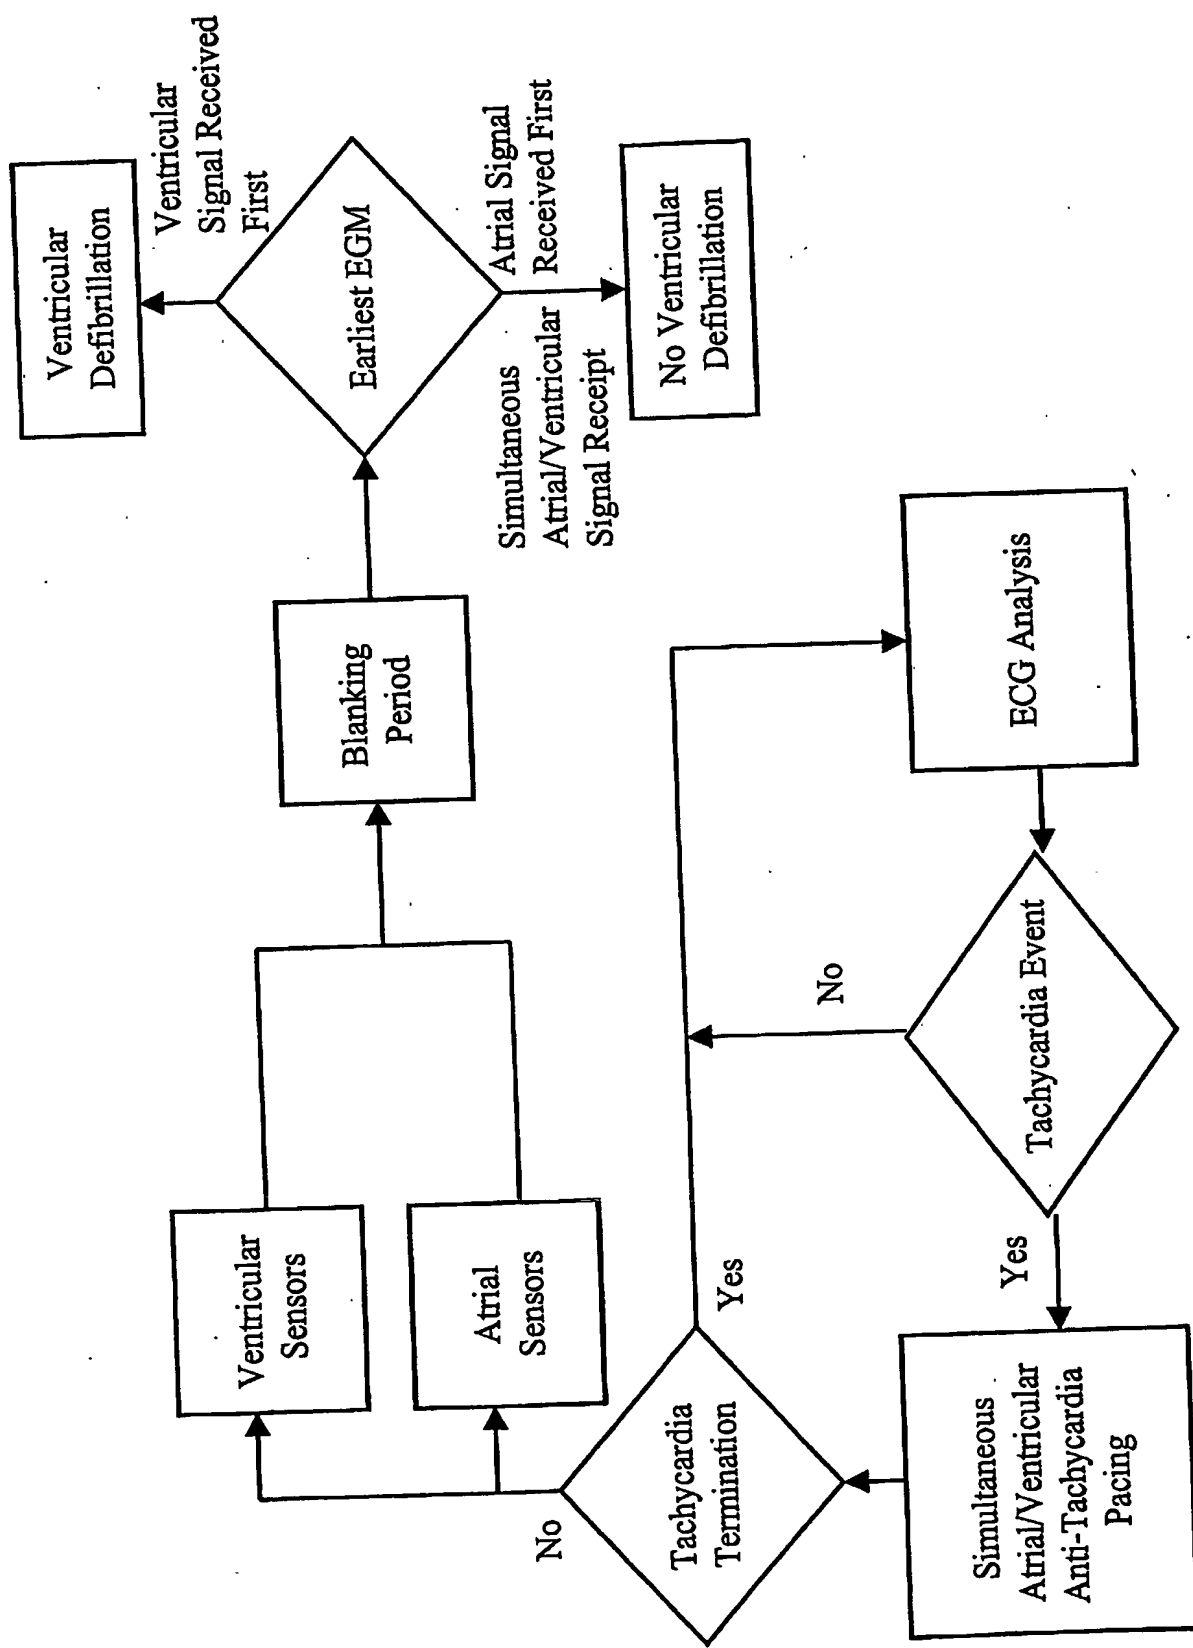 ECG Analysis
Tachycardia Event
No
Yes
Simultaneous
Atrial/Ventricular
Anti-Tachycardia
Pacing
Tachycardia
Termination
Yes
No
Ventricular
Sensors
Atrial
Sensors
Blanking
Period
Earliest EGM
Ventricular
Signal Received
First
Ventricular
Defibrillation
Simultaneous
Atrial/Ventricular
Signal Receipt
Atrial Signal
Received First
No Ventricular
Defibrillation